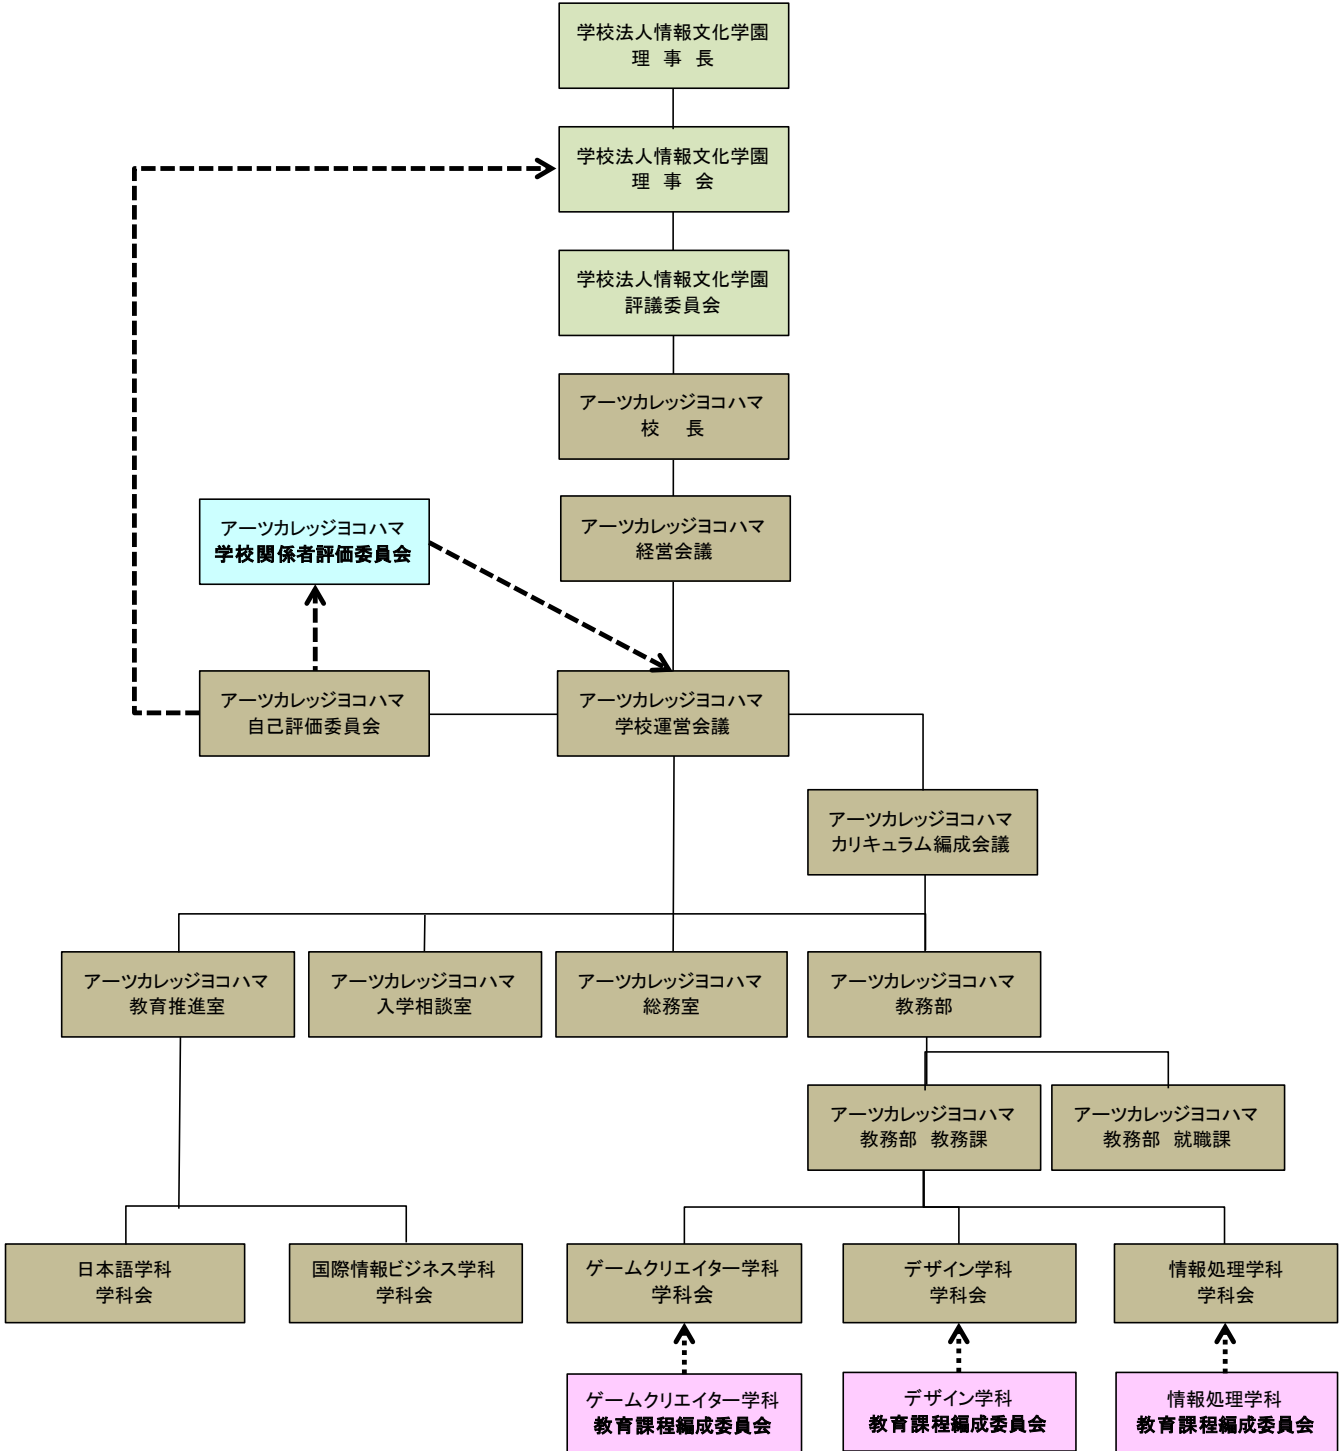 学校法人情報文化学園
理 事 長
学校法人情報文化学園
理 事 会
学校法人情報文化学園
評議委員会
アーツカレッジヨコハマ
校 長
アーツカレッジヨコハマ
経営会議
アーツカレッジヨコハマ
学校関係者評価委員会
アーツカレッジヨコハマ
自己評価委員会
アーツカレッジヨコハマ
学校運営会議
アーツカレッジヨコハマ
カリキュラム編成会議
アーツカレッジヨコハマ
教育推進室
アーツカレッジヨコハマ
入学相談室
アーツカレッジヨコハマ
総務室
アーツカレッジヨコハマ
教務部
アーツカレッジヨコハマ
教務部 教務課
アーツカレッジヨコハマ
教務部 就職課
日本語学科
学科会
国際情報ビジネス学科
学科会
ゲームクリエイター学科
学科会
デザイン学科
学科会
情報処理学科
学科会
ゲームクリエイター学科
教育課程編成委員会
デザイン学科
教育課程編成委員会
情報処理学科
教育課程編成委員会